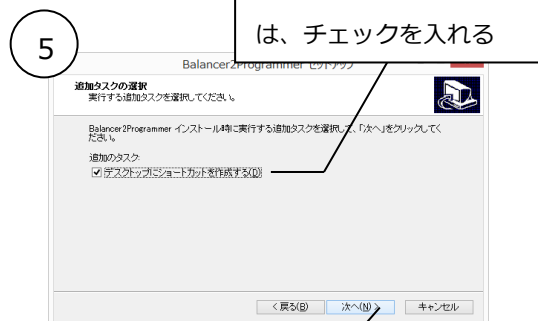 は、チェックを入れる
5
Balancer2Programmer セットアップ
追加タスクの選択
実行する追加タスクを選択してください。
Balancer2Programmer インストール時に実行する追加タスクを選択して、「次へ」をクリックしてく
ださい。
追加のタスク:
デスクトップにショートカットを作成する(D)
< 戻る(B)
次へ(N) >
キャンセル